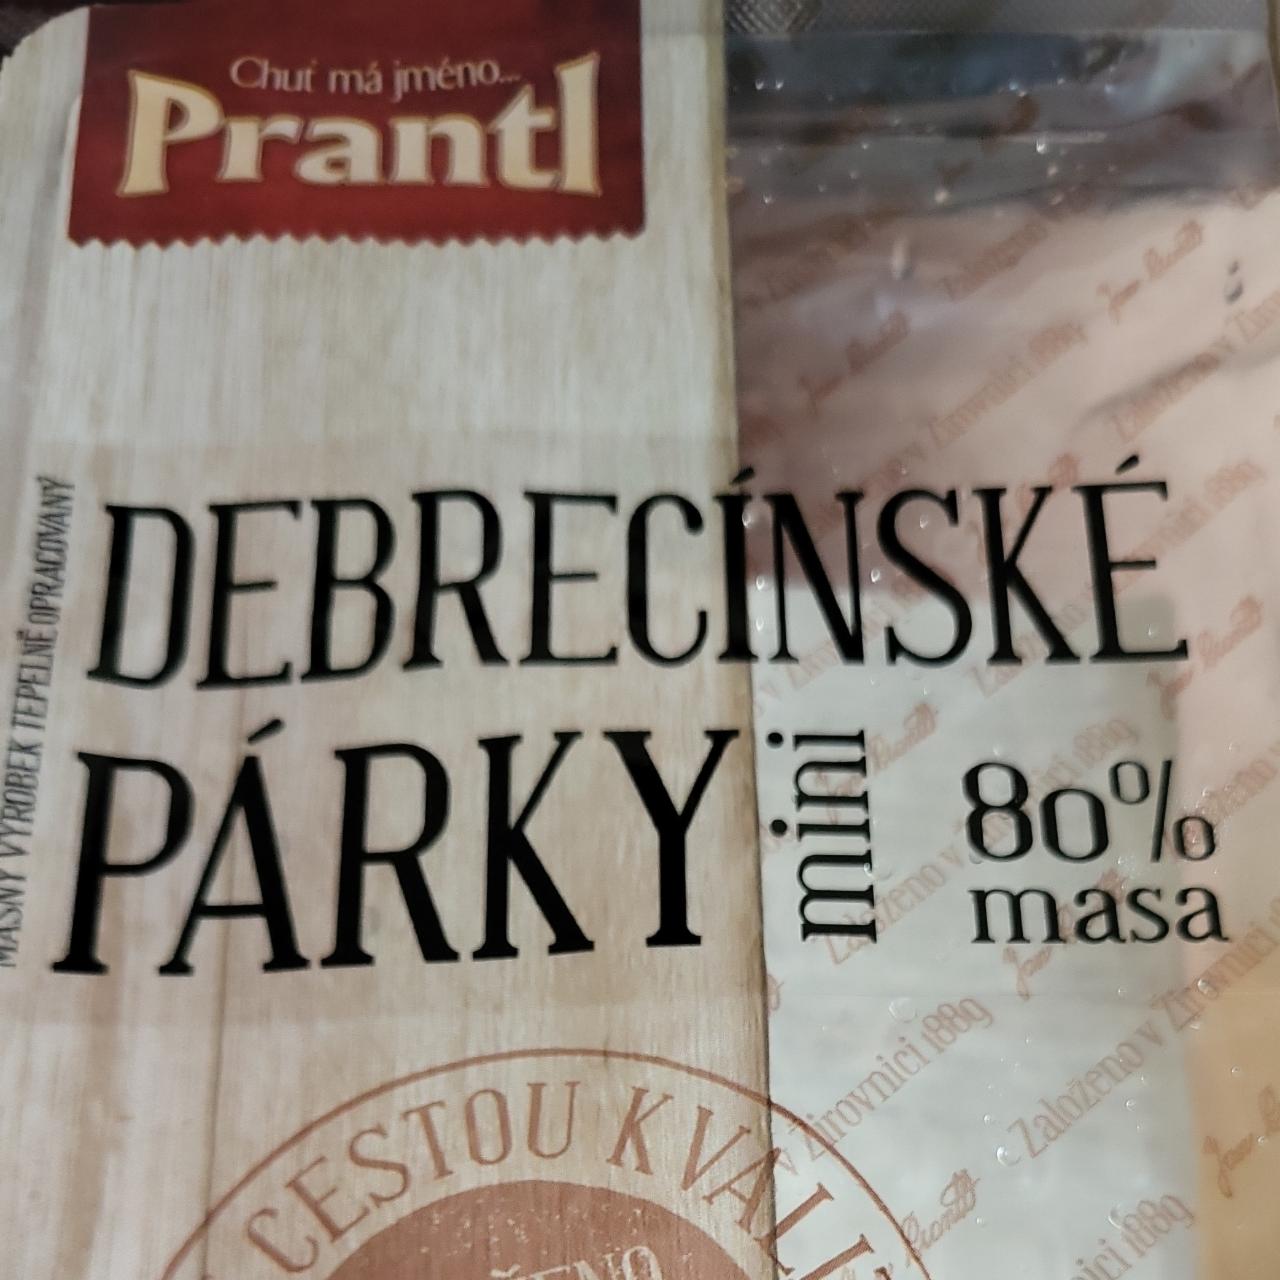 Chuť má jméno...
Prantl
MASNÝ VÝROBEK TEPELNĚ OPRACOVANÝ
DEBRECÍNSKÉ
PÁRKY
mini
80%
masa
CESTOU KVALI
Založeno v Žirovnici 1889